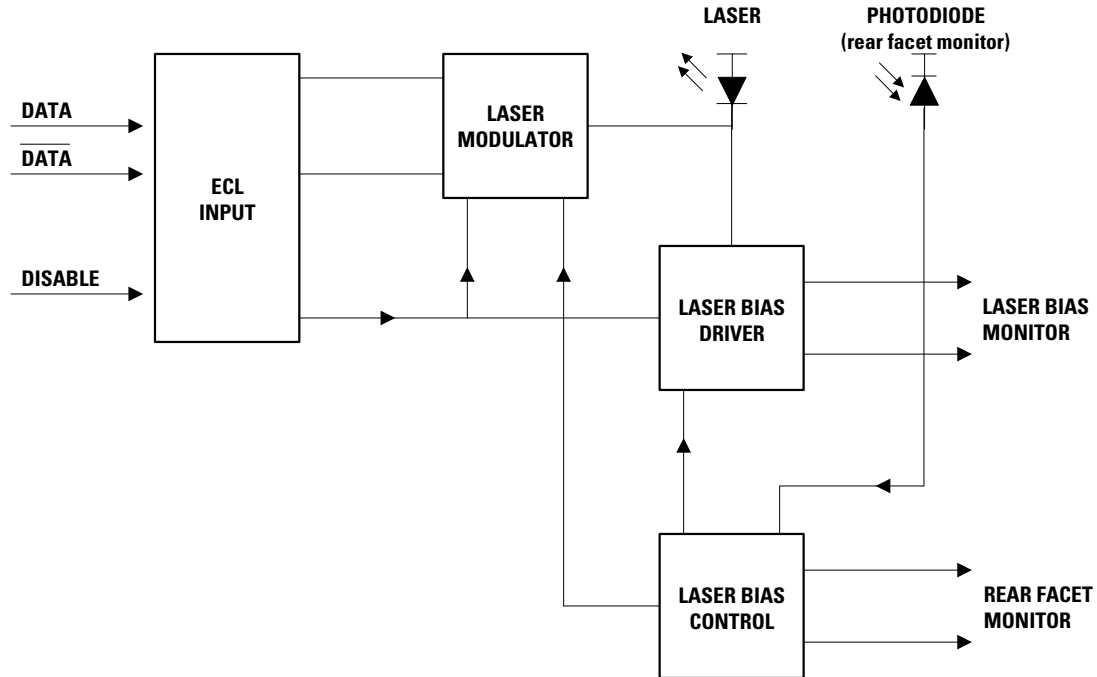 LASER
PHOTODIODE
(rear facet monitor)
DATA
D̅A̅T̅A̅
DISABLE
ECL
INPUT
LASER
MODULATOR
LASER BIAS
DRIVER
LASER BIAS
MONITOR
LASER BIAS
CONTROL
REAR FACET
MONITOR